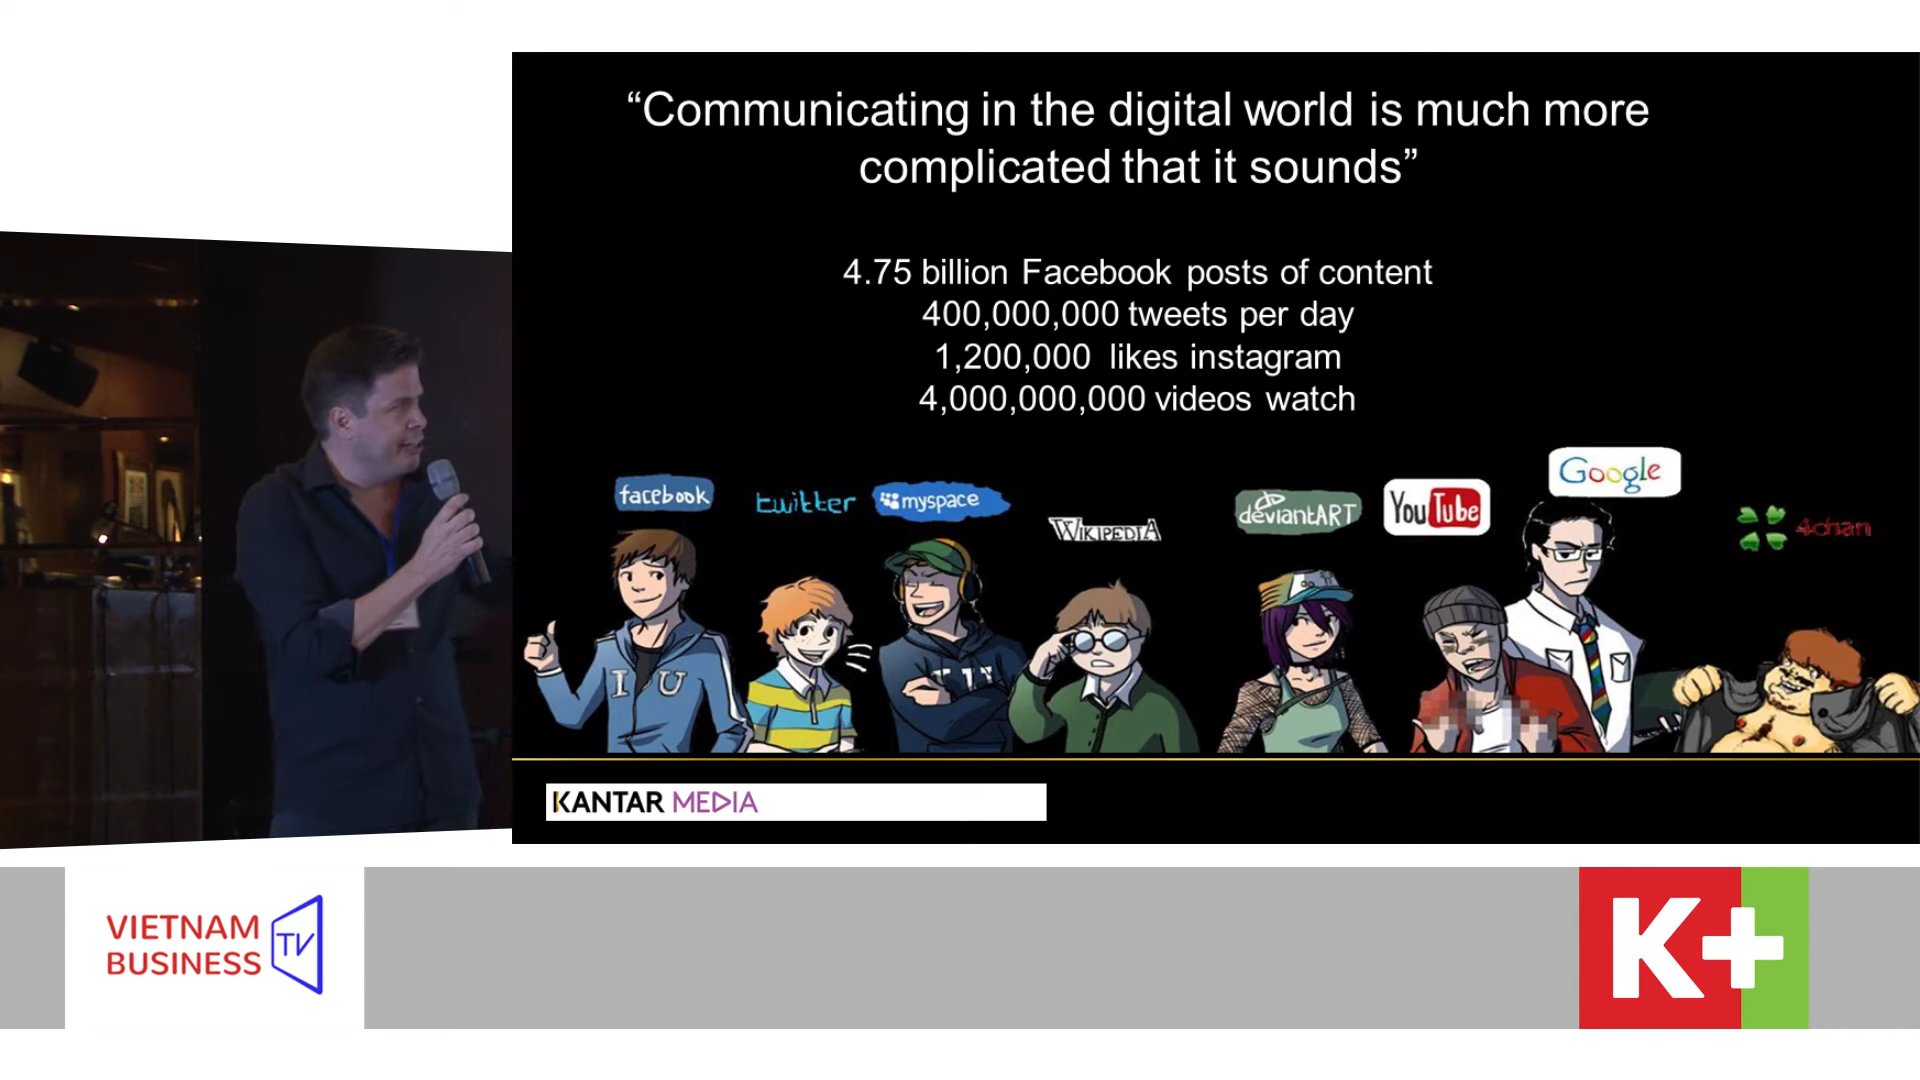 “Communicating in the digital world is much more
complicated that it sounds”
4.75 billion Facebook posts of content
400,000,000 tweets per day
1,200,000 likes instagram
4,000,000,000 videos watch
facebook
twitter
myspace
WIKIPEDIA
deviantART
YouTube
Google
4chan
I U
KANTAR MEDIA
VIETNAM
BUSINESS
TV
K+